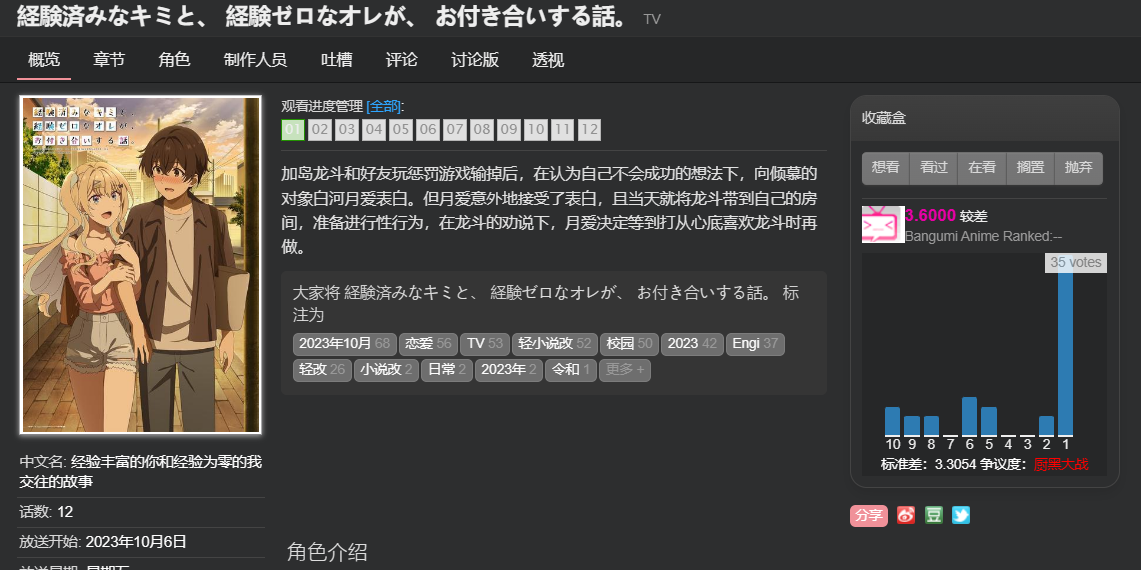 経験済みなキミと、 経験ゼロなオレが、 お付き合いする話。 TV
概览 章节 角色 制作人员 吐槽 评论 讨论版 透视
経験済みなキミと、
経験ゼロなオレが、
お付き合いする話。
中文名: 经验丰富的你和经验为零的我
交往的故事
话数: 12
放送开始: 2023年10月6日
放送星期: 星期五
观看进度管理 [全部]:
01 02 03 04 05 06 07 08 09 10 11 12
加岛龙斗和好友玩惩罚游戏输掉后，在认为自己不会成功的想法下，向倾慕的
对象白河月爱表白。但月爱意外地接受了表白，且当天就将龙斗带到自己的房
间，准备进行性行为，在龙斗的劝说下，月爱决定等到打从心底喜欢龙斗时再
做。
大家将 経験済みなキミと、 経験ゼロなオレが、 お付き合いする話。 标
注为
2023年10月 68 恋爱 56 TV 53 轻小说改 52 校园 50 2023 42 Engi 37
轻改 26 小说改 2 日常 2 2023年 2 令和 1 更多 +
角色介绍
收藏盒
想看 看过 在看 搁置 抛弃
3.6000 较差
Bangumi Anime Ranked:--
35 votes
10 9 8 7 6 5 4 3 2 1
标准差：3.3054 争议度：厨黑大战
分享 豆